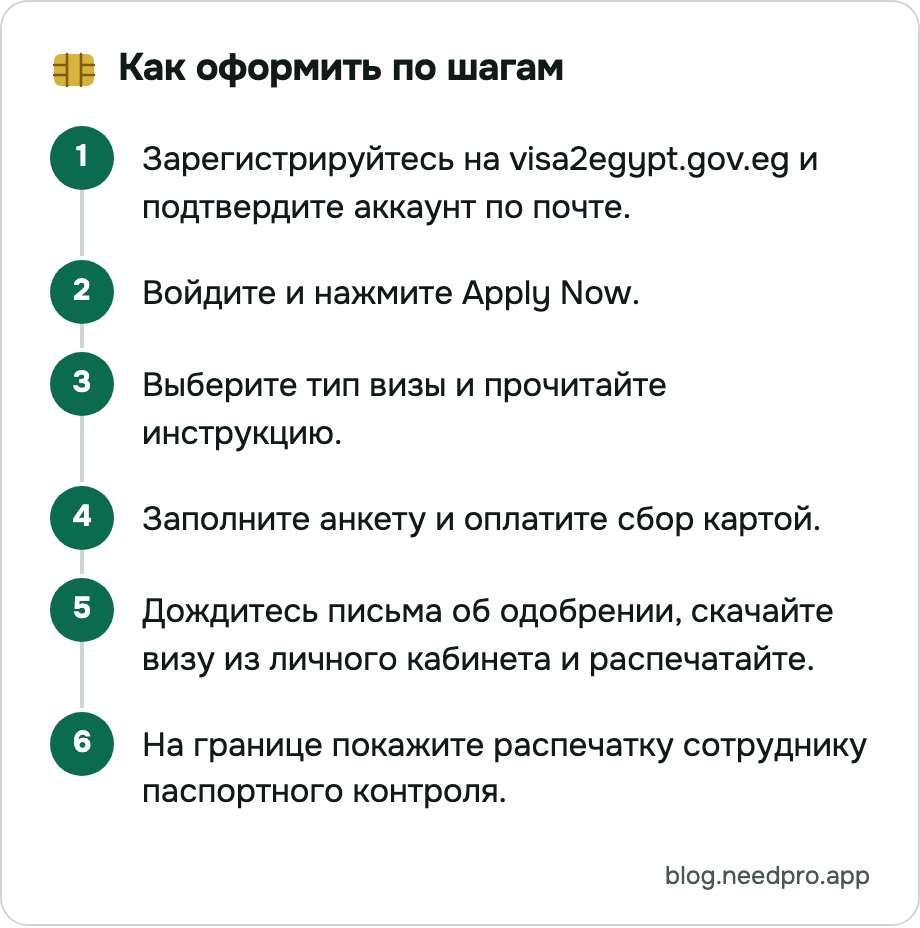 Как оформить по шагам
1
Зарегистрируйтесь на visa2egypt.gov.eg и
подтвердите аккаунт по почте.
2
Войдите и нажмите Apply Now.
3
Выберите тип визы и прочитайте
инструкцию.
4
Заполните анкету и оплатите сбор картой.
5
Дождитесь письма об одобрении, скачайте
визу из личного кабинета и распечатайте.
6
На границе покажите распечатку сотруднику
паспортного контроля.
blog.needpro.app